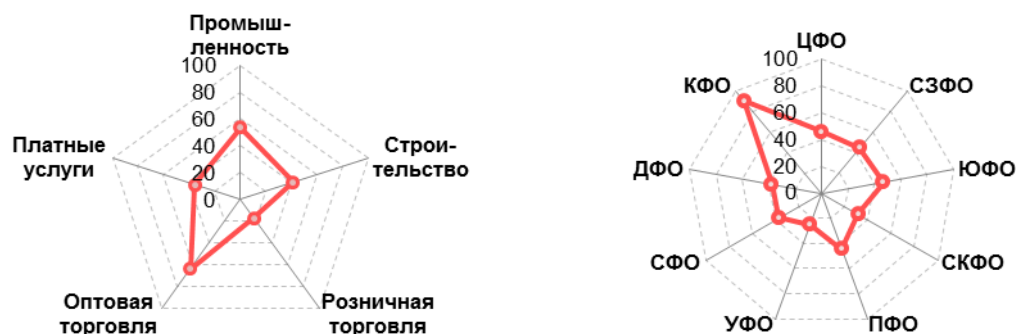 Промыш-
ленность
100
80
60
40
20
0
Строи-
тельство
Розничная
торговля
Оптовая
торговля
Платные
услуги
ЦФО
100
80
60
40
20
0
СЗФО
ЮФО
СКФО
ПФО
УФО
СФО
ДФО
КФО